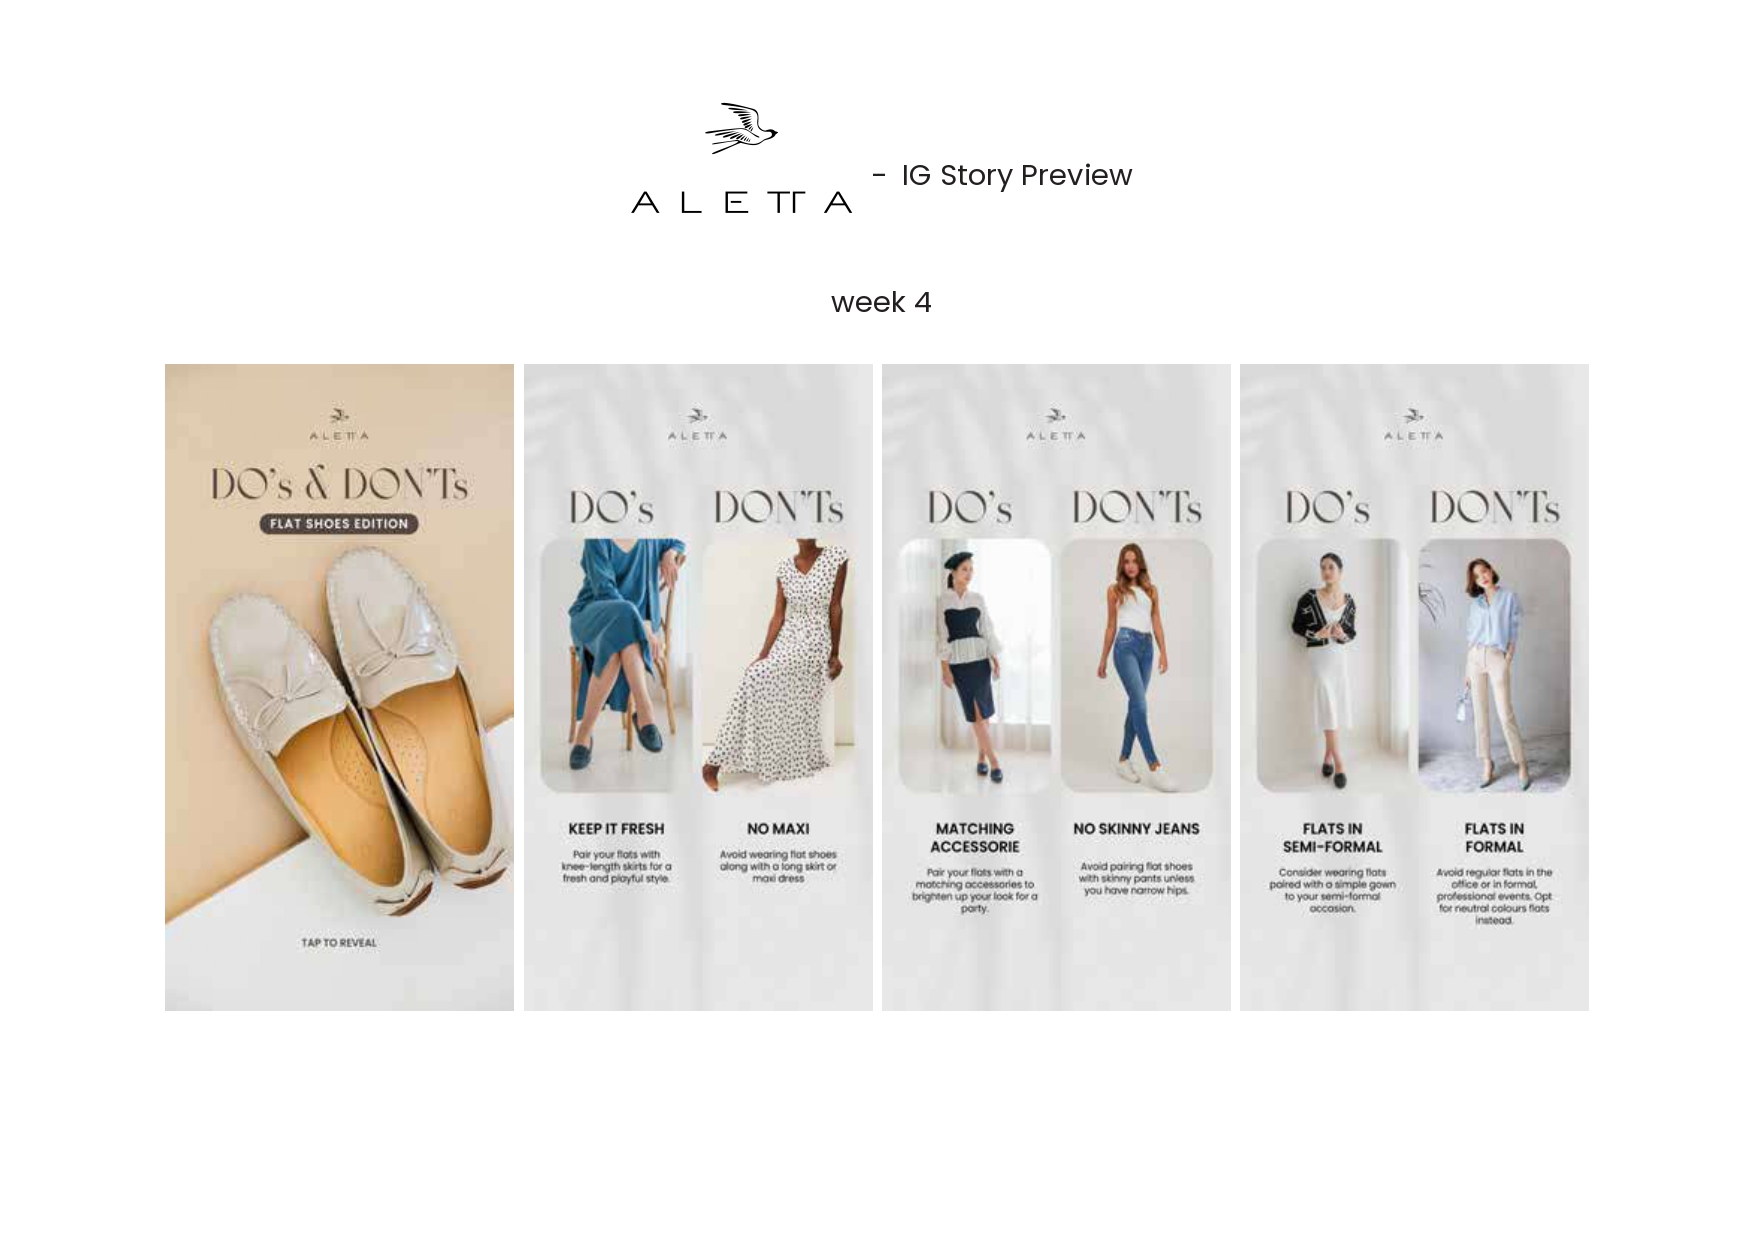 ALETTA
- IG Story Preview
week 4
ALETTA
DO's & DON'Ts
FLAT SHOES EDITION
TAP TO REVEAL
ALETTA
DO's
DON'Ts
KEEP IT FRESH
Pair your flats with
knee-length skirts for a
fresh and playful style.
NO MAXI
Avoid wearing flat shoes
along with a long skirt or
maxi dress
ALETTA
DO's
DON'Ts
MATCHING
ACCESSORIE
Pair your flats with a
matching accessories to
brighten up your look for a
party.
NO SKINNY JEANS
Avoid pairing flat shoes
with skinny pants unless
you have narrow hips.
ALETTA
DO's
DON'Ts
FLATS IN
SEMI-FORMAL
Consider wearing flats
paired with a simple gown
to your semi-formal
occasion.
FLATS IN
FORMAL
Avoid regular flats in the
office or in formal,
professional events. Opt
for neutral colours flats
instead.